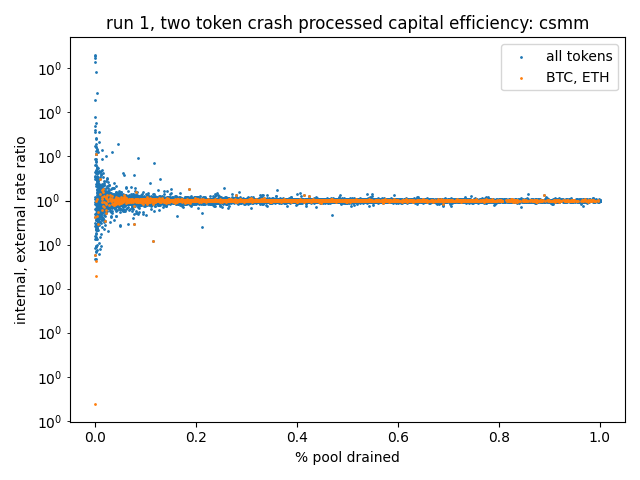 run 1, two token crash processed capital efficiency: csmm
all tokens
BTC, ETH
internal, external rate ratio
10⁰
10⁰
10⁰
10⁰
10⁰
10⁰
10⁰
10⁰
10⁰
0.0 0.2 0.4 0.6 0.8 1.0
% pool drained